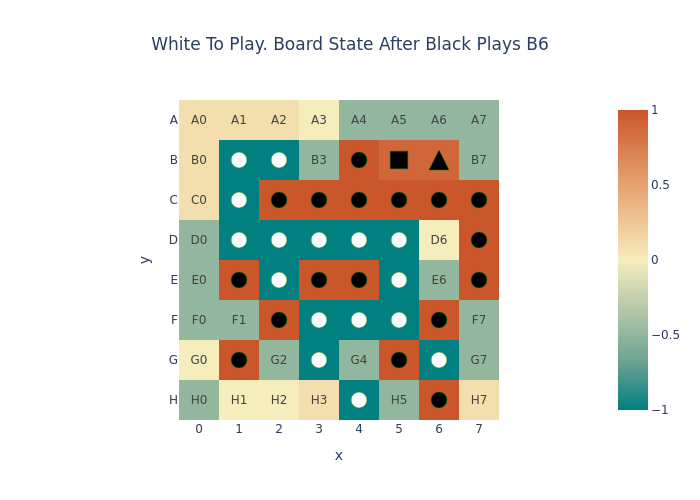 White To Play. Board State After Black Plays B6
A A0 A1 A2 A3 A4 A5 A6 A7
B B0 B3 B7
C C0
D D0 D6
E E0 E6
F F0 F1 F7
G G0 G2 G4 G7
H H0 H1 H2 H3 H5 H7
0 1 2 3 4 5 6 7
x
y
1
0.5
0
−0.5
−1